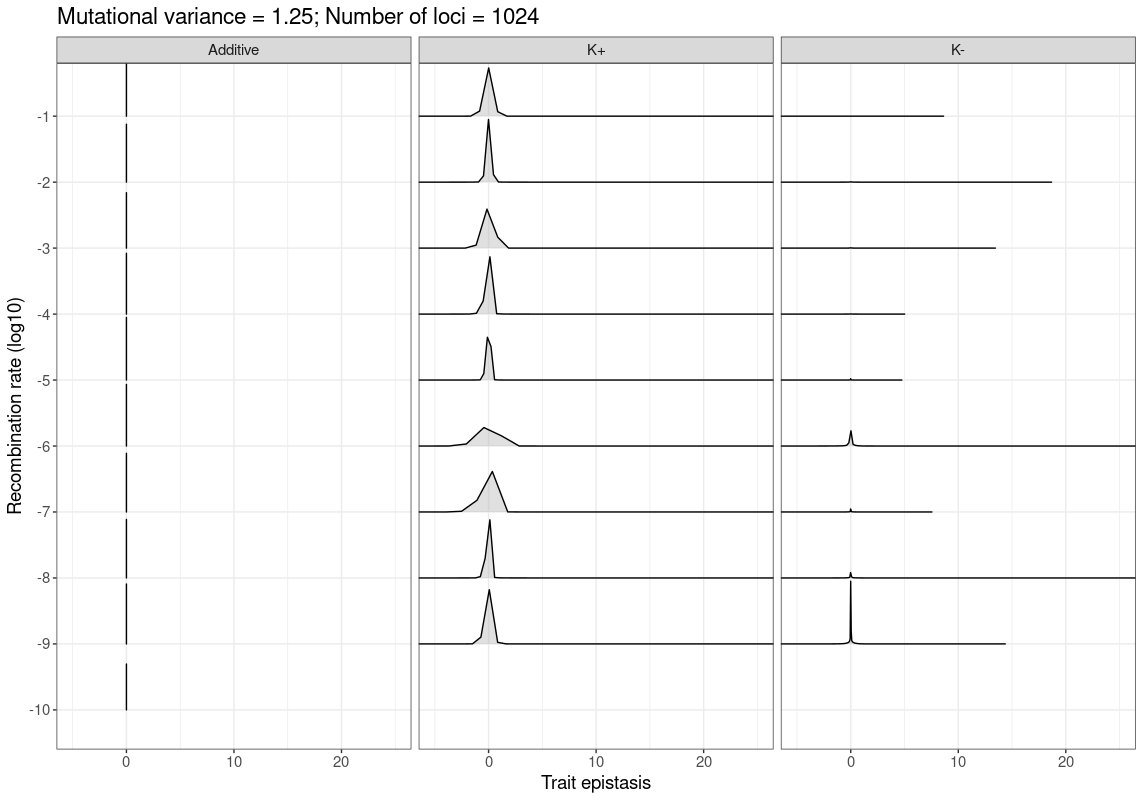 Mutational variance = 1.25; Number of loci = 1024
Additive K+ K-
Recombination rate (log10)
-1
-2
-3
-4
-5
-6
-7
-8
-9
-10
0 10 20 0 10 20 0 10 20
Trait epistasis